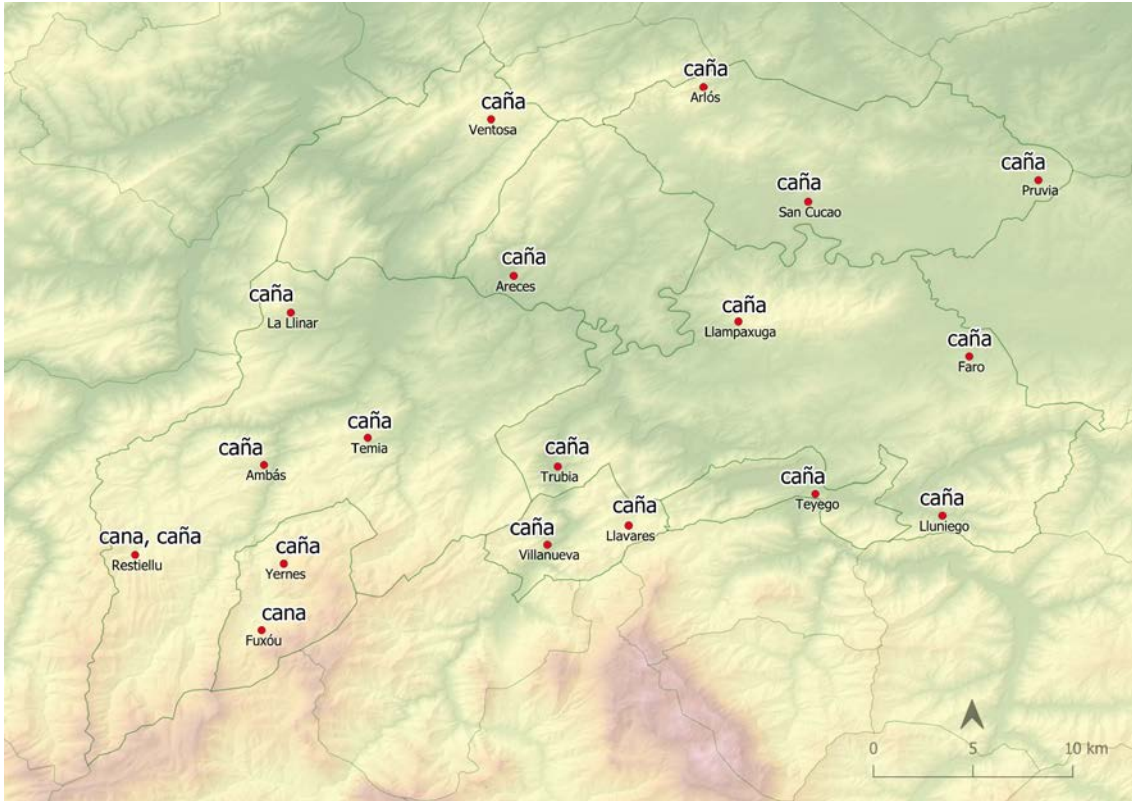 caña
Arlós
caña
Ventosa
caña
Pruvia
caña
San Cucao
caña
Areces
caña
La Llinar
caña
Llampaxuga
caña
Faro
caña
Temia
caña
Ambás
caña
Trubia
caña
Teyego
caña
Lluniego
caña
Llavares
caña
Villanueva
cana, caña
Restiellu
caña
Yernes
cana
Fuxóu
0 5 10 km